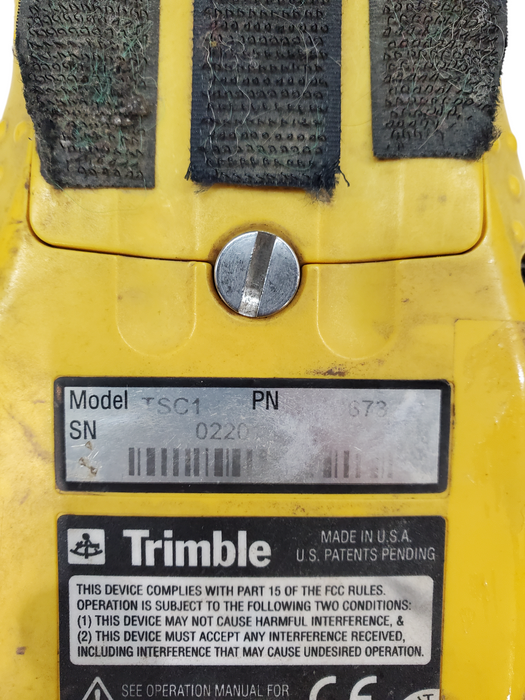 Model TSC1 PN 673
SN 0220
Trimble
MADE IN U.S.A.
U.S. PATENTS PENDING
THIS DEVICE COMPLIES WITH PART 15 OF THE FCC RULES.
OPERATION IS SUBJECT TO THE FOLLOWING TWO CONDITIONS:
(1) THIS DEVICE MAY NOT CAUSE HARMFUL INTERFERENCE, &
(2) THIS DEVICE MUST ACCEPT ANY INTERFERENCE RECEIVED,
INCLUDING INTERFERENCE THAT MAY CAUSE UNDESIRED OPERATION.
SEE OPERATION MANUAL FOR
CE